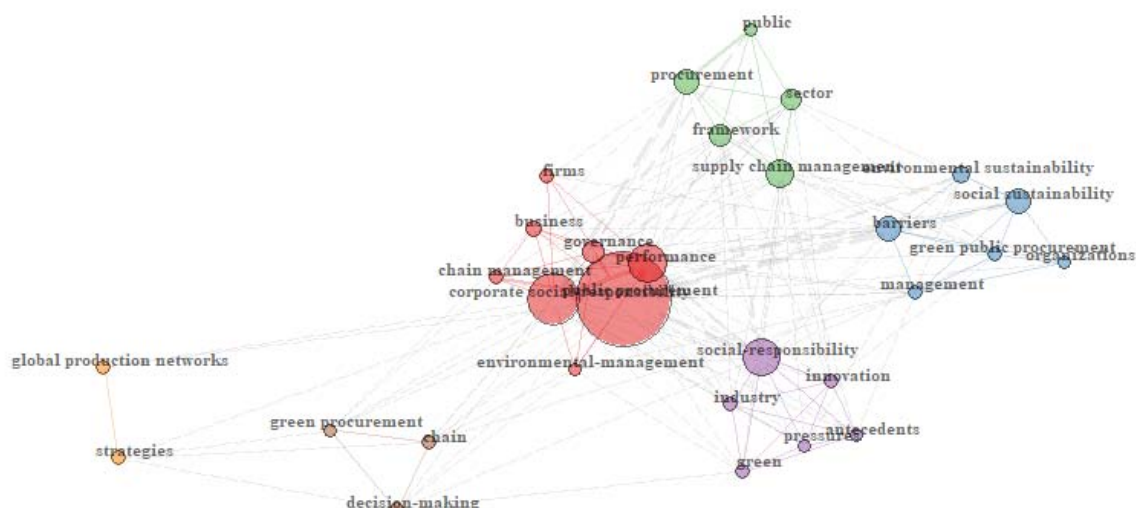 public
procurement
sector
framework
supply chain management
environmental sustainability
social sustainability
firms
business
barriers
governance
green public procurement
organizations
performance
chain management
corporate social responsibility
public procurement
management
social-responsibility
environmental-management
global production networks
innovation
industry
green procurement
chain
antecedents
pressures
strategies
green
decision-making